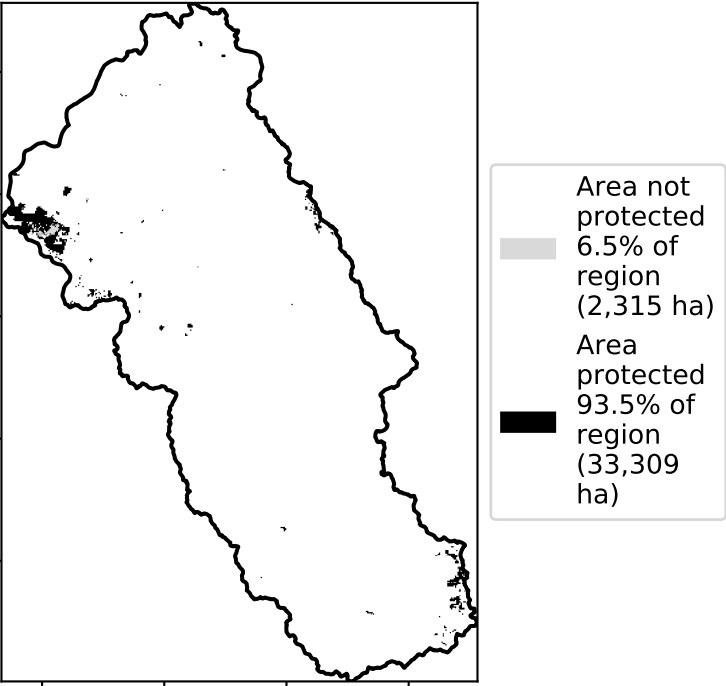 Area not
protected
6.5% of
region
(2,315 ha)
Area
protected
93.5% of
region
(33,309
ha)